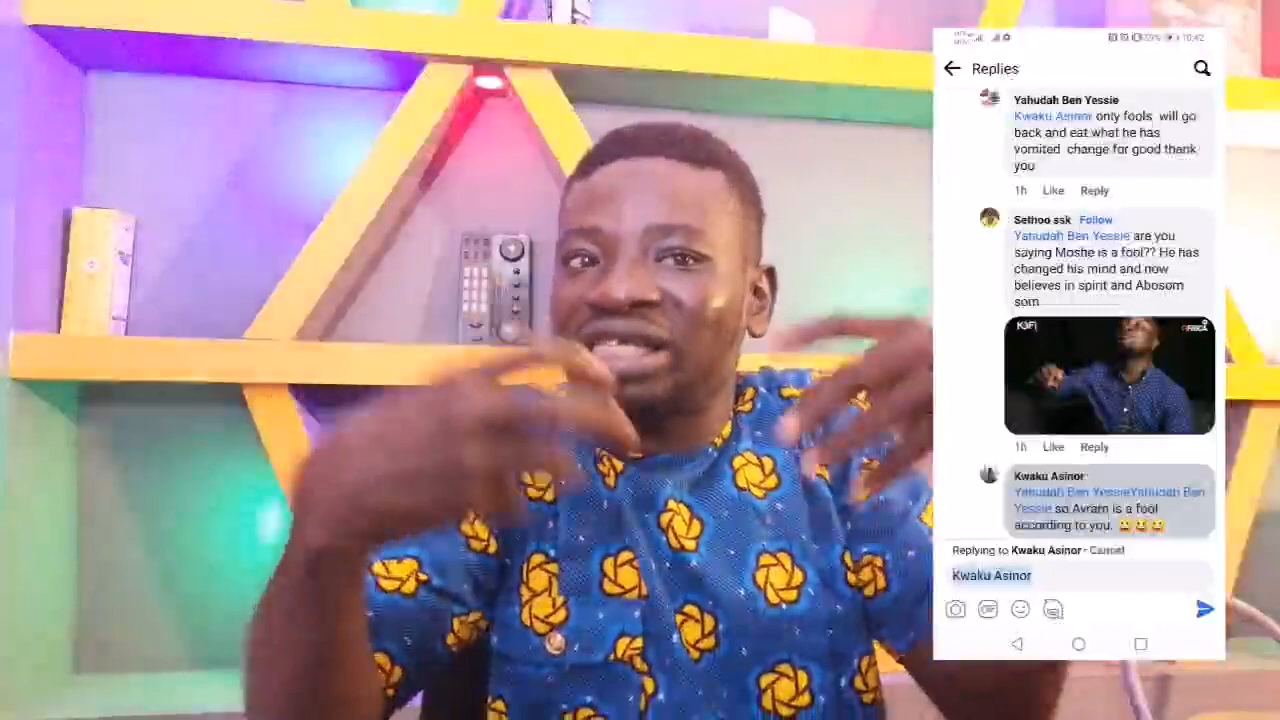 10:42
Replies
Yahudah Ben Yessie
Kwaku Asinor only fools will go
back and eat what he has
vomited change for good thank
you
1h Like Reply
Sethoo ssk Follow
Yahudah Ben Yessie are you
saying Moshe is a fool?? He has
changed his mind and now
believes in spirit and Abosom
som
1h Like Reply
Kwaku Asinor
Yahudah Ben YessieYahudah Ben
Yessie so Avram is a fool
according to you. 😀😀😀
Replying to Kwaku Asinor · Cancel
Kwaku Asinor